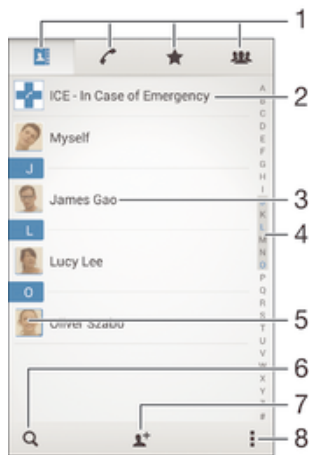 1
A
ICE - In Case of Emergency
2
B
C
D
E
Myself
F
G
J
H
I
James Gao
3
K
L
L
4
M
N
Lucy Lee
O
P
O
Q
R
S
5
Oliver Szabo
T
U
V
W
6
X
Y
7
#
8